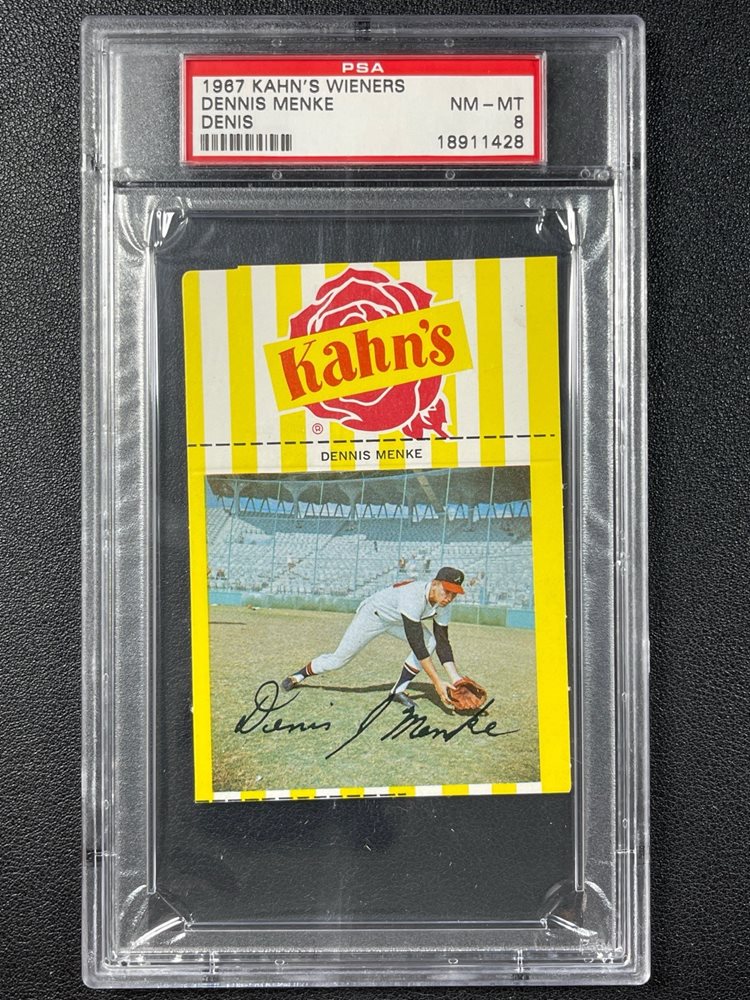 PSA
1967 KAHN'S WIENERS
DENNIS MENKE NM - MT
DENIS 8
18911428
Kahn's
®
DENNIS MENKE
Denis J Menke